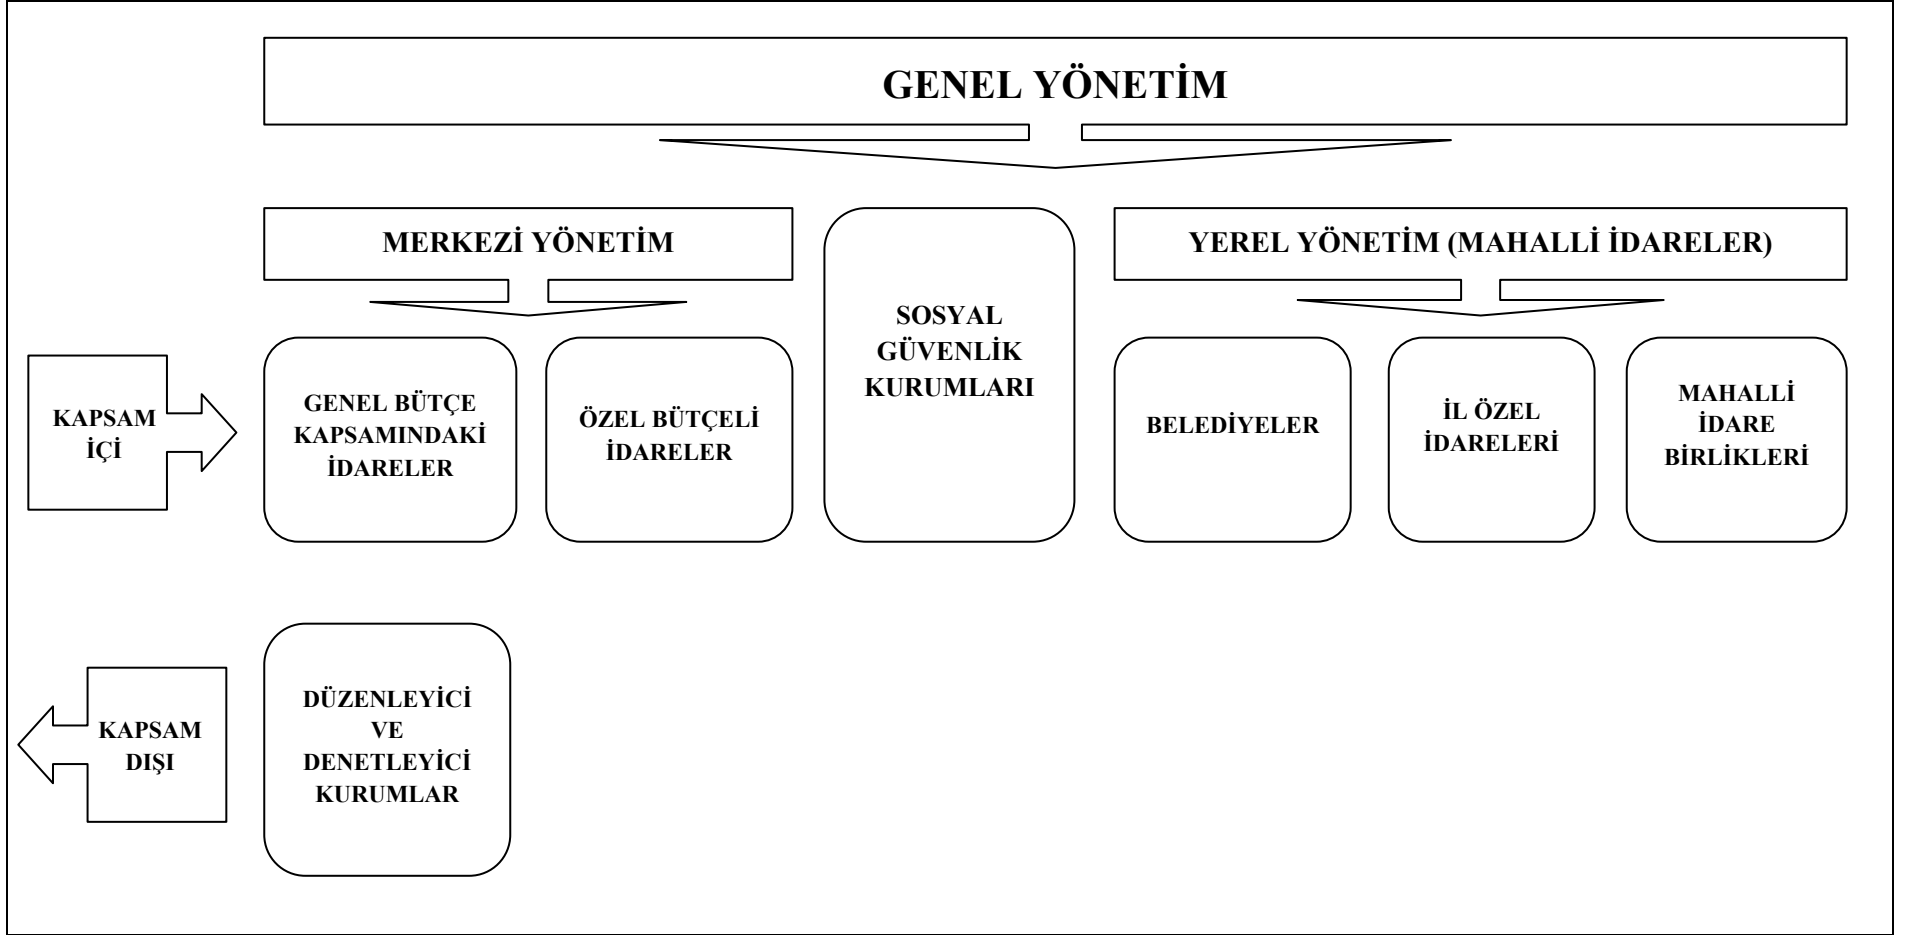 GENEL YÖNETİM
MERKEZİ YÖNETİM
SOSYAL
GÜVENLİK
KURUMLARI
YEREL YÖNETİM (MAHALLİ İDARELER)
KAPSAM
İÇİ
GENEL BÜTÇE
KAPSAMINDAKİ
İDARELER
ÖZEL BÜTÇELİ
İDARELER
BELEDİYELER
İL ÖZEL
İDARELERİ
MAHALLİ
İDARE
BİRLİKLERİ
KAPSAM
DIŞI
DÜZENLEYİCİ
VE
DENETLEYİCİ
KURUMLAR